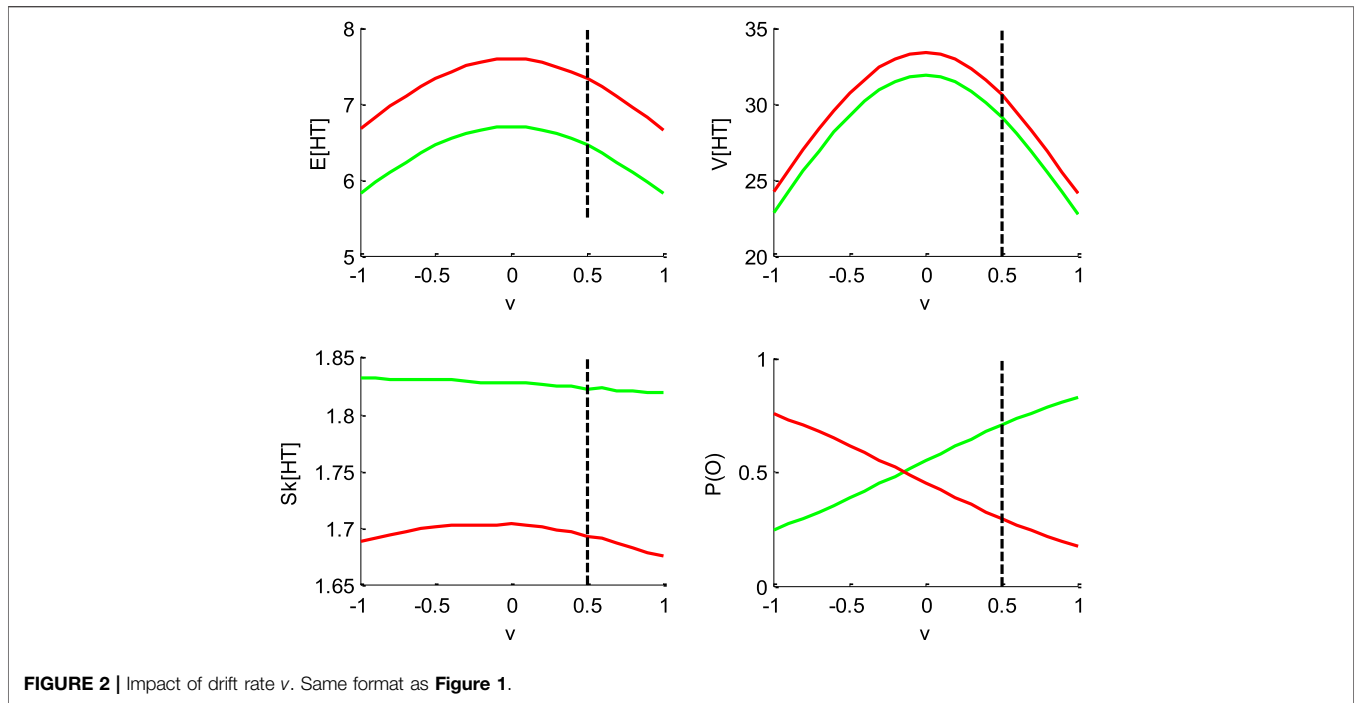 8
7
6
5
E[HT]
-1 -0.5 0 0.5 1
v
35
30
25
20
V[HT]
-1 -0.5 0 0.5 1
v
1.85
1.8
1.75
1.7
1.65
Sk[HT]
-1 -0.5 0 0.5 1
v
1
0.5
0
P(O)
-1 -0.5 0 0.5 1
v
FIGURE 2 | Impact of drift rate v. Same format as Figure 1.